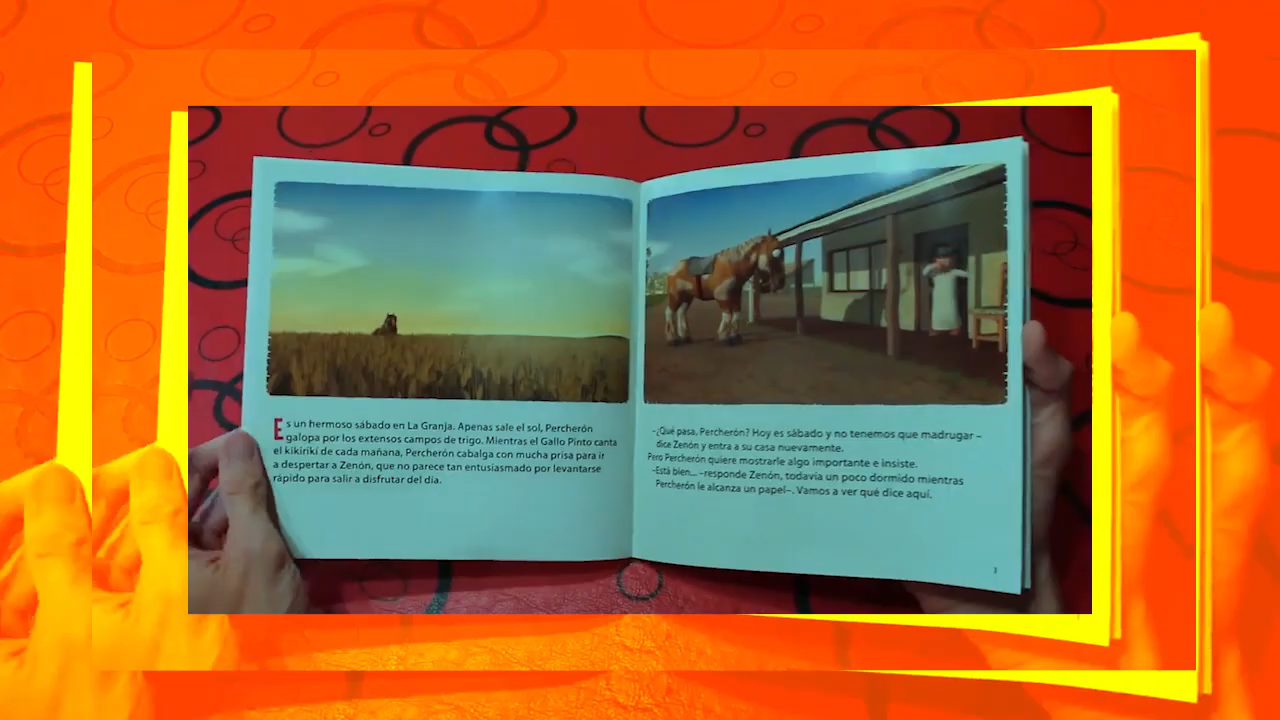 Es un hermoso sábado en La Granja. Apenas sale el sol, Percherón
galopa por los extensos campos de trigo. Mientras el Gallo Pinto canta
el kikirikí de cada mañana, Percherón cabalga con mucha prisa para ir
a despertar a Zenón, que no parece tan entusiasmado por levantarse
rápido para salir a disfrutar del día.
–¿Qué pasa, Percherón? Hoy es sábado y no tenemos que madrugar –
dice Zenón y entra a su casa nuevamente.
Pero Percherón quiere mostrarle algo importante e insiste.
–Está bien... –responde Zenón, todavía un poco dormido mientras
Percherón le alcanza un papel–. Vamos a ver qué dice aquí.
3